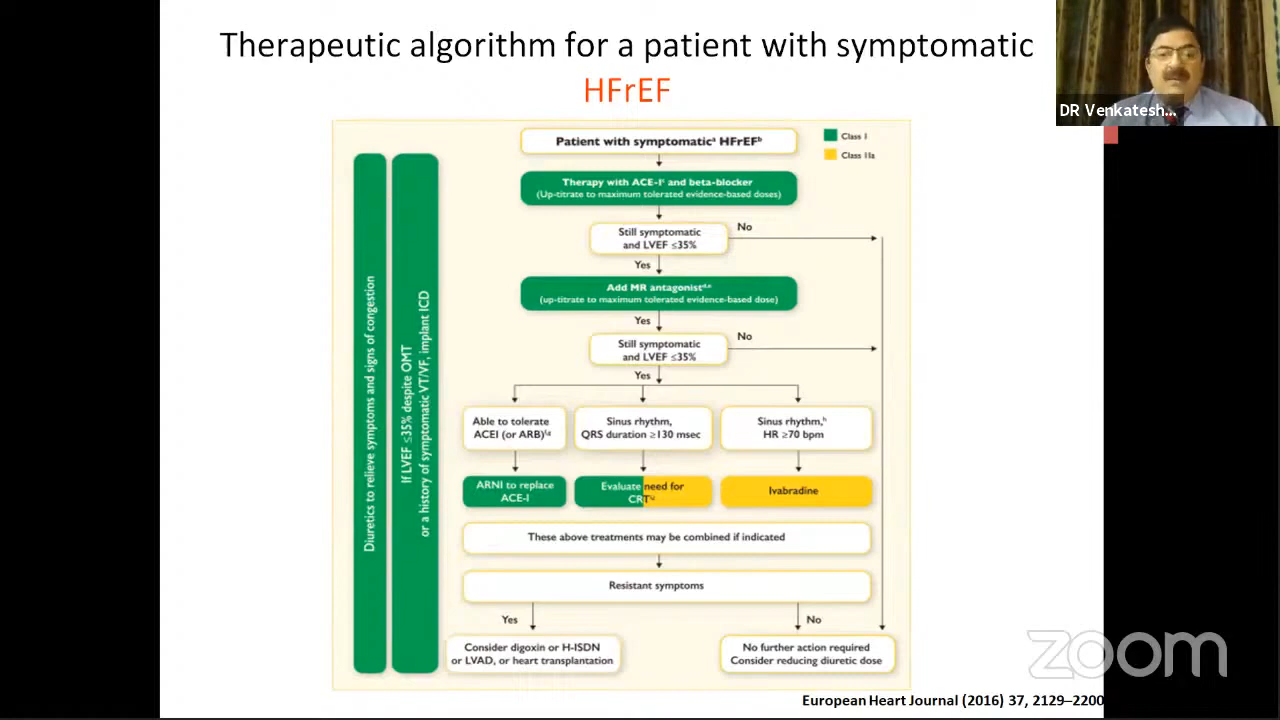 Therapeutic algorithm for a patient with symptomatic
HFrEF
DR Venkatesh...
Patient with symptomaticᵃ HFrEFᵇ
Class I
Class IIa
Therapy with ACE-Iᶜ and beta-blocker
(Up-titrate to maximum tolerated evidence-based doses)
Still symptomatic
and LVEF ≤35%
No
Yes
Add MR antagonistᵈ,ᵉ
(up-titrate to maximum tolerated evidence-based dose)
Yes
Still symptomatic
and LVEF ≤35%
No
Yes
Able to tolerate
ACEI (or ARB)ᶠ,ᵍ
Sinus rhythm,
QRS duration ≥130 msec
Sinus rhythm,ʰ
HR ≥70 bpm
ARNI to replace
ACE-I
Evaluate need for
CRTⁱ,ʲ
Ivabradine
These above treatments may be combined if indicated
Resistant symptoms
Yes
No
Consider digoxin or H-ISDN
or LVAD, or heart transplantation
No further action required
Consider reducing diuretic dose
Diuretics to relieve symptoms and signs of congestion
If LVEF ≤35% despite OMT
or a history of symptomatic VT/VF, implant ICD
zoom
European Heart Journal (2016) 37, 2129–2200